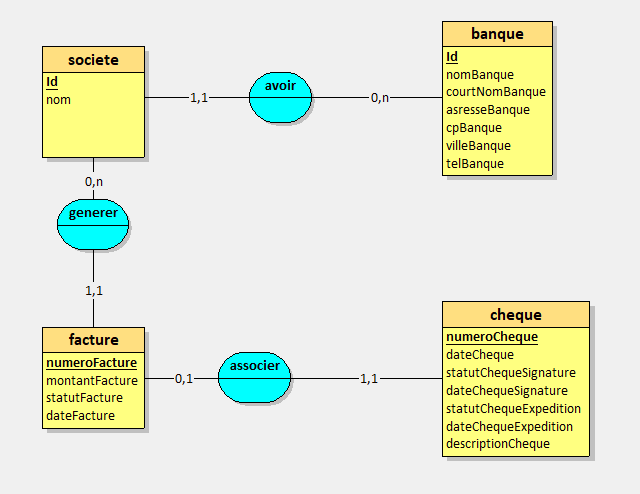 societe
Id
nom
1,1
avoir
0,n
banque
Id
nomBanque
courtNomBanque
asresseBanque
cpBanque
villeBanque
telBanque
0,n
generer
1,1
facture
numeroFacture
montantFacture
statutFacture
dateFacture
0,1
associer
1,1
cheque
numeroCheque
dateCheque
statutChequeSignature
dateChequeSignature
statutChequeExpedition
dateChequeExpedition
descriptionCheque